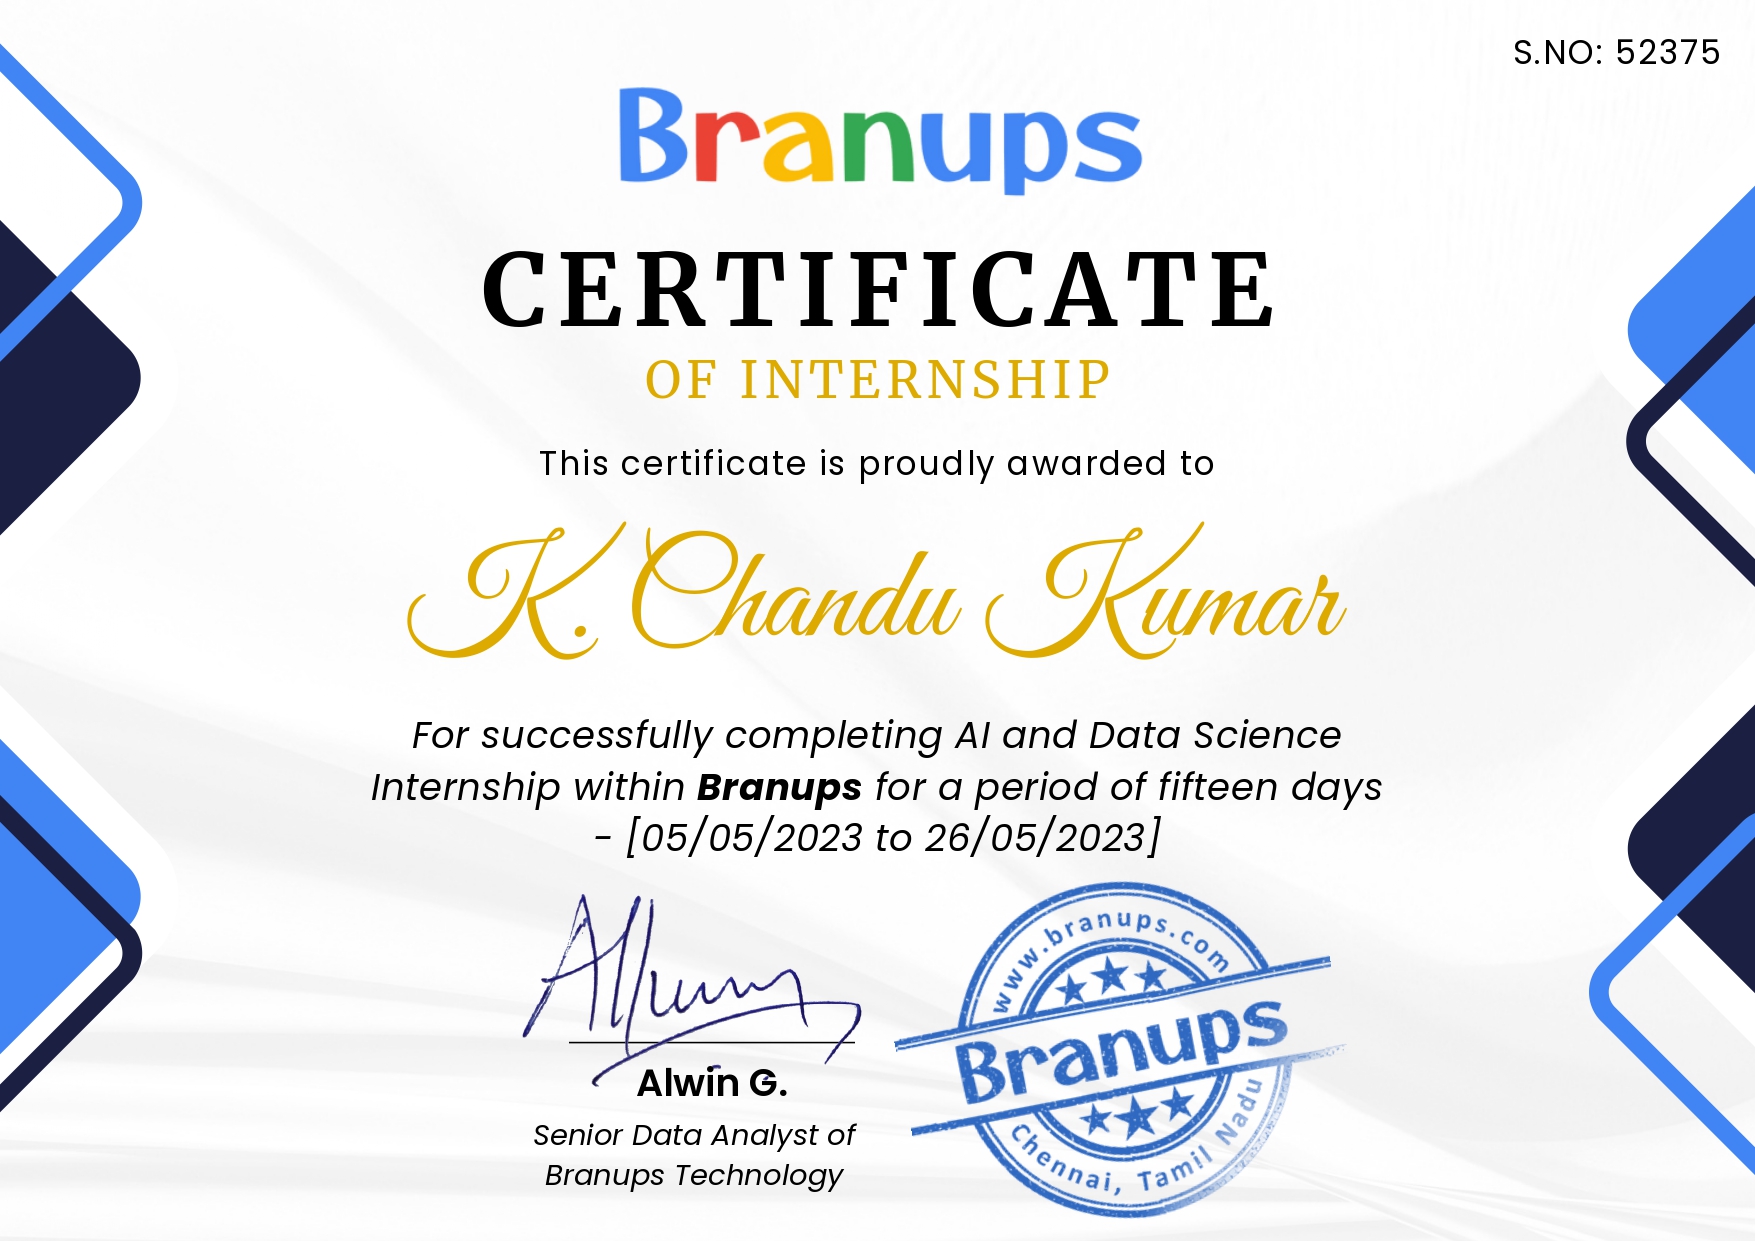 S.NO: 52375
Branups
CERTIFICATE
OF INTERNSHIP
This certificate is proudly awarded to
K. Chandu Kumar
For successfully completing AI and Data Science
Internship within Branups for a period of fifteen days
- [05/05/2023 to 26/05/2023]
Alwin G.
Senior Data Analyst of
Branups Technology
www.branups.com
Branups
Chennai, Tamil Nadu